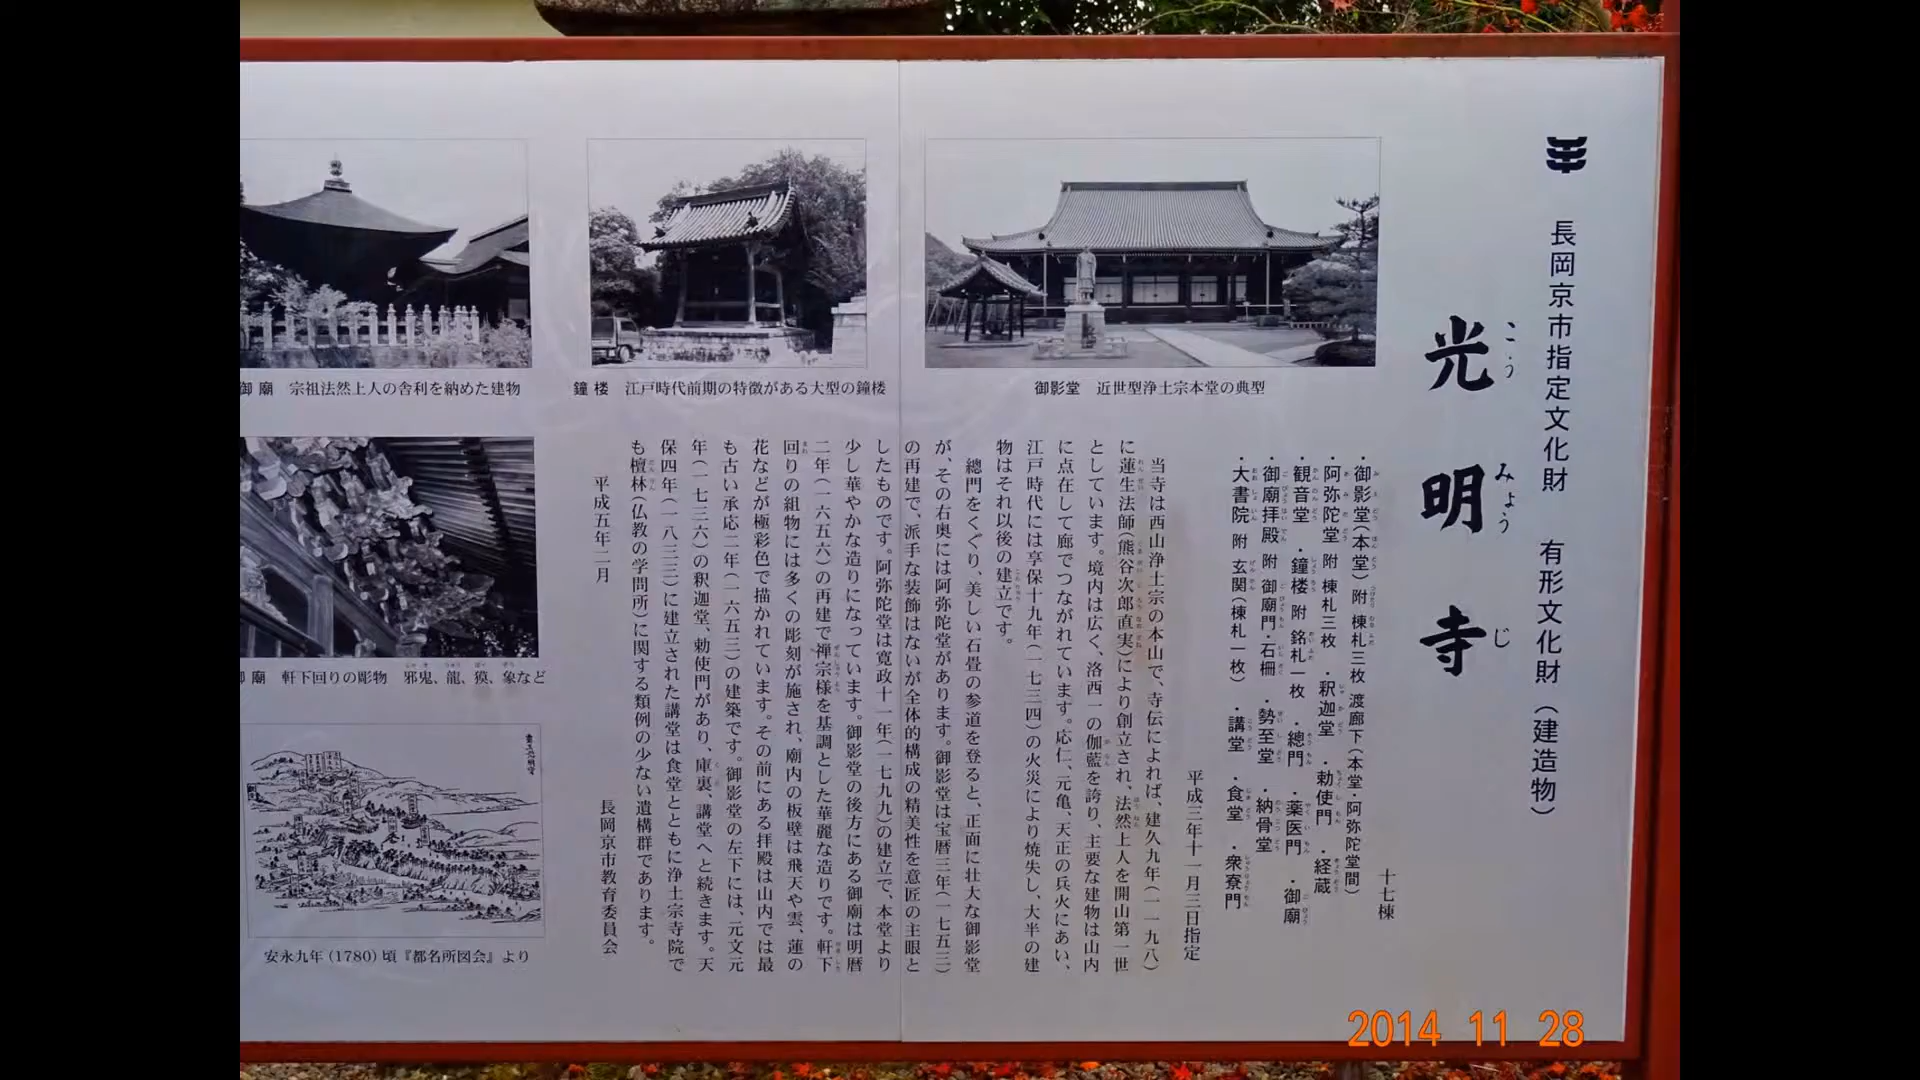 長岡京市指定文化財 有形文化財(建造物)
光明寺
こうみょうじ
十七棟
・御影堂(本堂)附 棟札三枚 渡廊下(本堂・阿弥陀堂間)
・阿弥陀堂 附 棟札三枚 ・釈迦堂 ・勅使門 ・経蔵
・観音堂 ・鐘楼 附 銘札一枚 ・總門 ・薬医門 ・御廟
・御廟拝殿 附 御廟門・石柵 ・勢至堂 ・納骨堂
・大書院 附 玄関(棟札一枚) ・講堂 ・食堂 ・衆寮門
平成三年十一月三日指定
当寺は西山浄土宗の本山で、寺伝によれば、建久九年(一一九八)
に蓮生法師(熊谷次郎直実)により創立され、法然上人を開山第一世
としています。境内は広く、洛西一の伽藍を誇り、主要な建物は山内
に点在して廊でつながれています。応仁、元亀、天正の兵火にあい、
江戸時代には享保十九年(一七三四)の火災により焼失し、大半の建
物はそれ以後の建立です。
總門をくぐり、美しい石畳の参道を登ると、正面に壮大な御影堂
が、その右奥には阿弥陀堂があります。御影堂は宝暦三年(一七五三)
の再建で、派手な装飾はないが全体的構成の精美性を意匠の主眼と
したものです。阿弥陀堂は寛政十一年(一七九九)の建立で、本堂より
少し華やかな造りになっています。御影堂の後方にある御廟は明暦
二年(一六五六)の再建で禅宗様を基調とした華麗な造りです。軒下
回りの組物には多くの彫刻が施され、廟内の板壁は飛天や雲、蓮の
花などが極彩色で描かれています。その前にある拝殿は山内では最
も古い承応二年(一六五三)の建築です。御影堂の左下には、元文元
年(一七三六)の釈迦堂、勅使門があり、庫裏、講堂へと続きます。天
保四年(一八三三)に建立された講堂は食堂とともに浄土宗寺院で
も檀林(仏教の学問所)に関する類例の少ない遺構群であります。
平成五年二月
長岡京市教育委員会
御影堂 近世型浄土宗本堂の典型
鐘楼 江戸時代前期の特徴がある大型の鐘楼
御廟 宗祖法然上人の舎利を納めた建物
御廟 軒下回りの彫物 邪鬼、龍、獏、象など
安永九年(1780)頃『都名所図会』より
2014 11 28